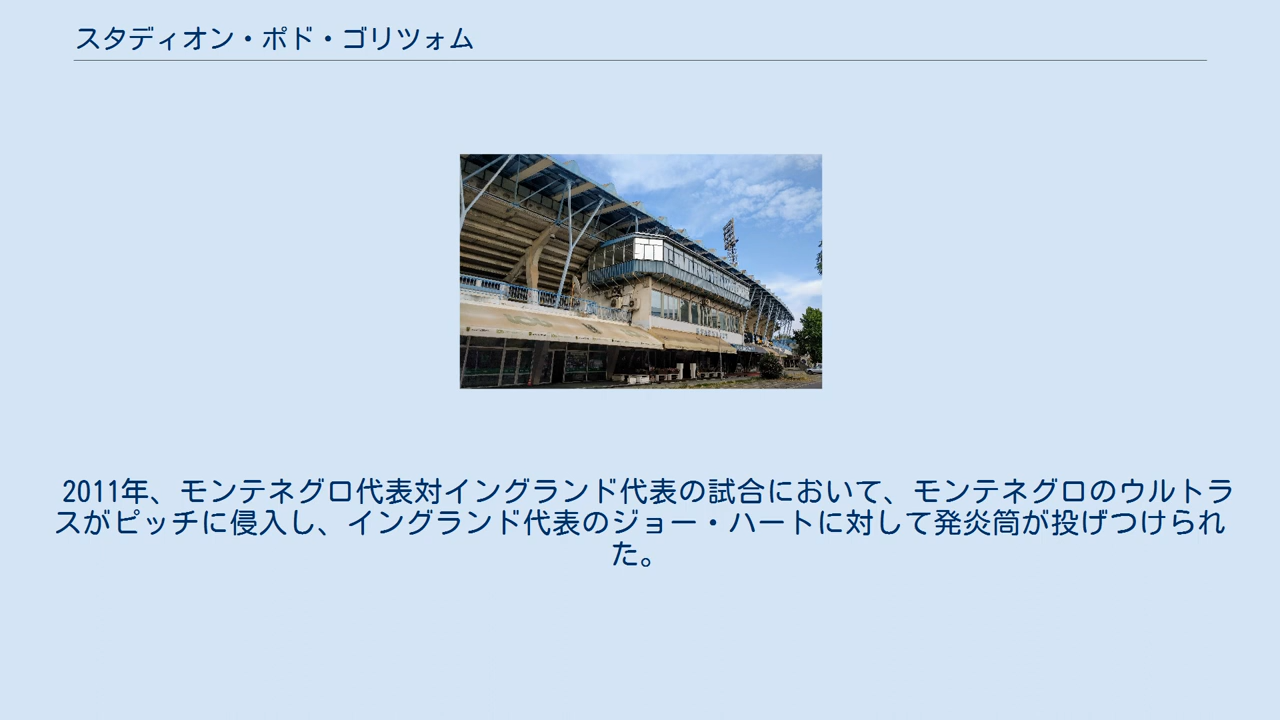 スタディオン・ポド・ゴリツォム
2011年、モンテネグロ代表対イングランド代表の試合において、モンテネグロのウルトラ
スがピッチに侵入し、イングランド代表のジョー・ハートに対して発炎筒が投げつけられ
た。